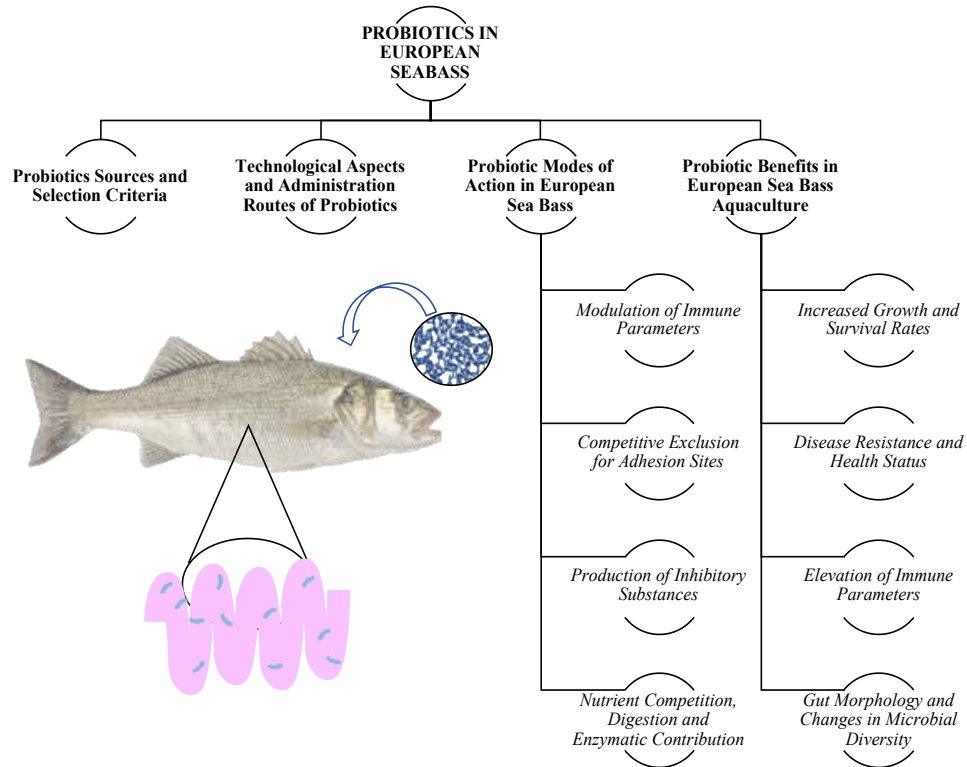 PROBIOTICS IN
EUROPEAN
SEABASS
Probiotics Sources and
Selection Criteria
Technological Aspects
and Administration
Routes of Probiotics
Probiotic Modes of
Action in European
Sea Bass
Probiotic Benefits in
European Sea Bass
Aquaculture
Modulation of Immune
Parameters
Competitive Exclusion
for Adhesion Sites
Production of Inhibitory
Substances
Nutrient Competition,
Digestion and
Enzymatic Contribution
Increased Growth and
Survival Rates
Disease Resistance and
Health Status
Elevation of Immune
Parameters
Gut Morphology and
Changes in Microbial
Diversity